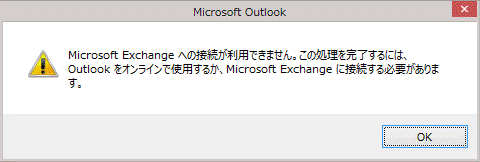 Microsoft Outlook
Microsoft Exchange への接続が利用できません。この処理を完了するには、
Outlook をオンラインで使用するか、Microsoft Exchange に接続する必要がありま
す。
OK